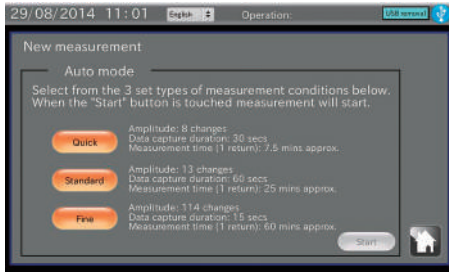 29/08/2014 11:01 English Operation: USB removal
New measurement
Auto mode
Select from the 3 set types of measurement conditions below.
When the "Start" button is touched measurement will start.
Quick
Amplitude: 8 changes
Data capture duration: 30 secs
Measurement time (1 return): 7.5 mins approx.
Standard
Amplitude: 13 changes
Data capture duration: 60 secs
Measurement time (1 return): 25 mins approx.
Fine
Amplitude: 114 changes
Data capture duration: 15 secs
Measurement time (1 return): 60 mins approx.
Start